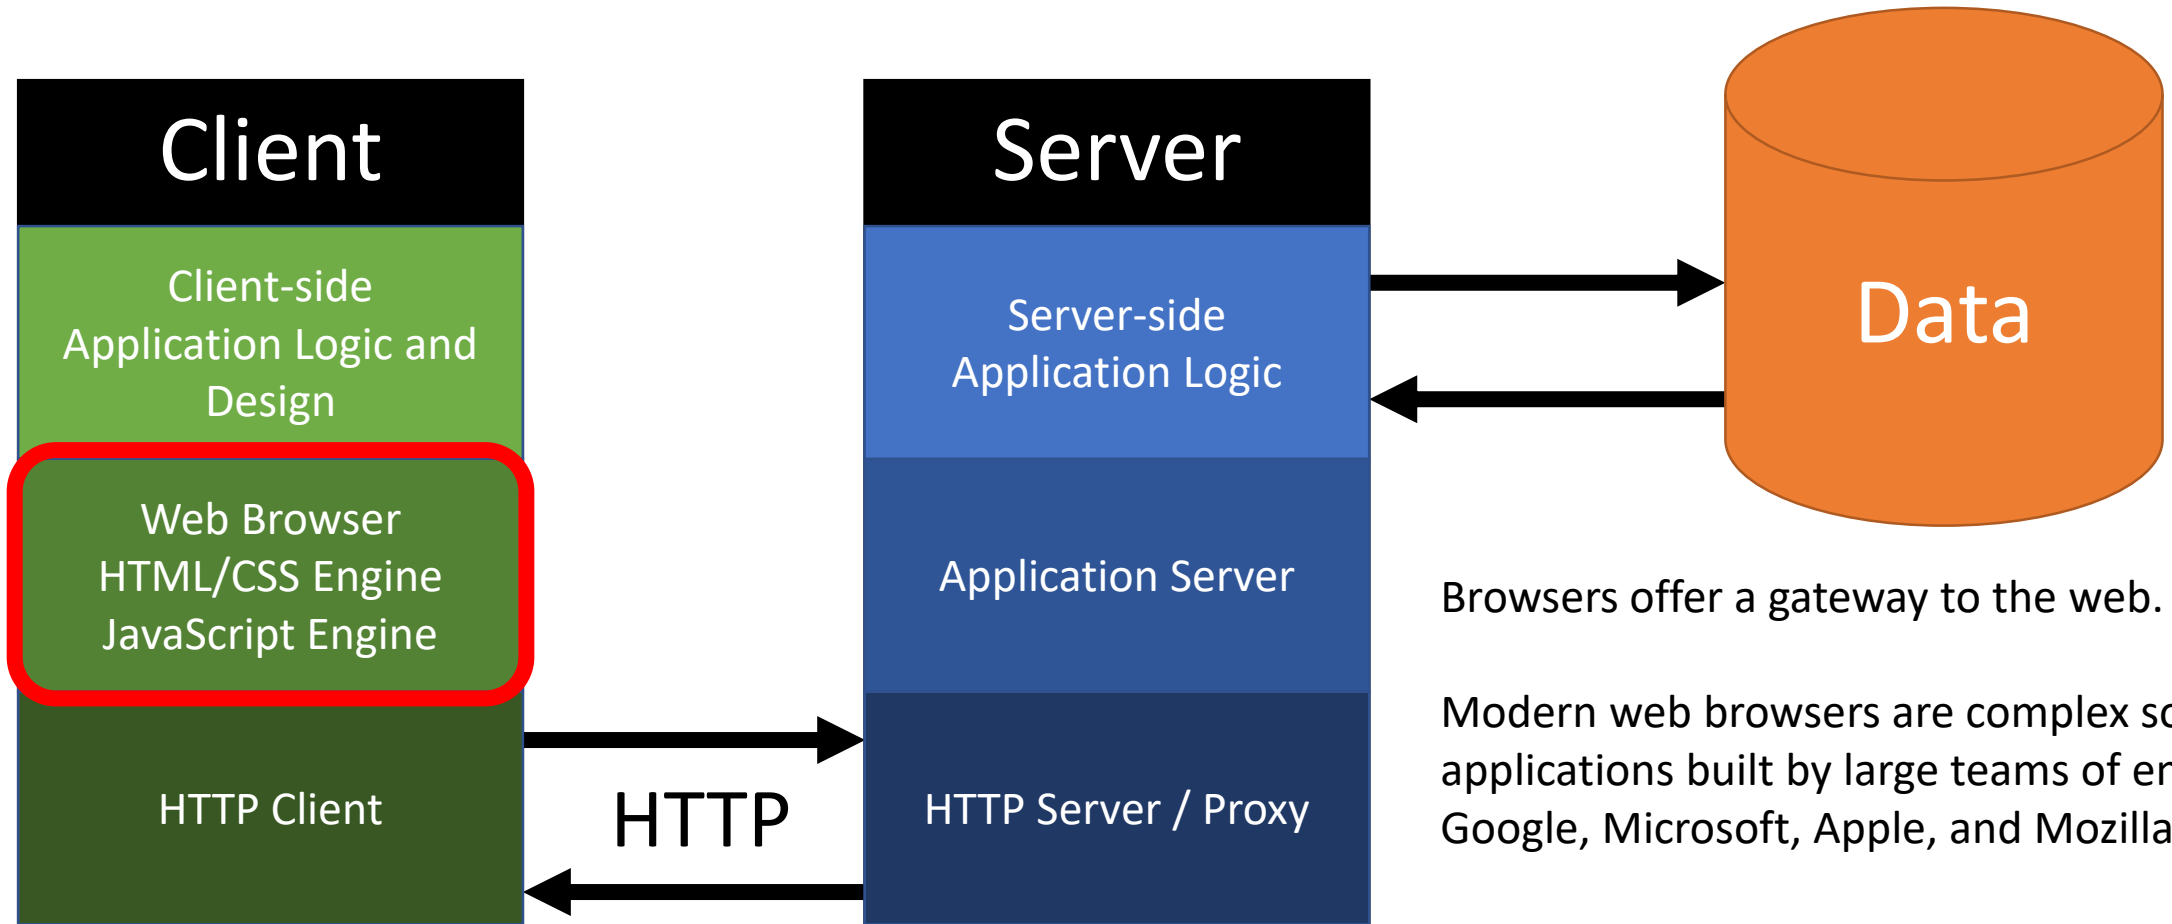 Client
Client-side
Application Logic and
Design
Web Browser
HTML/CSS Engine
JavaScript Engine
HTTP Client
HTTP
Server
Server-side
Application Logic
Application Server
HTTP Server / Proxy
Data
Browsers offer a gateway to the web.
Modern web browsers are complex
applications built by large teams of
Google, Microsoft, Apple, and Mozilla